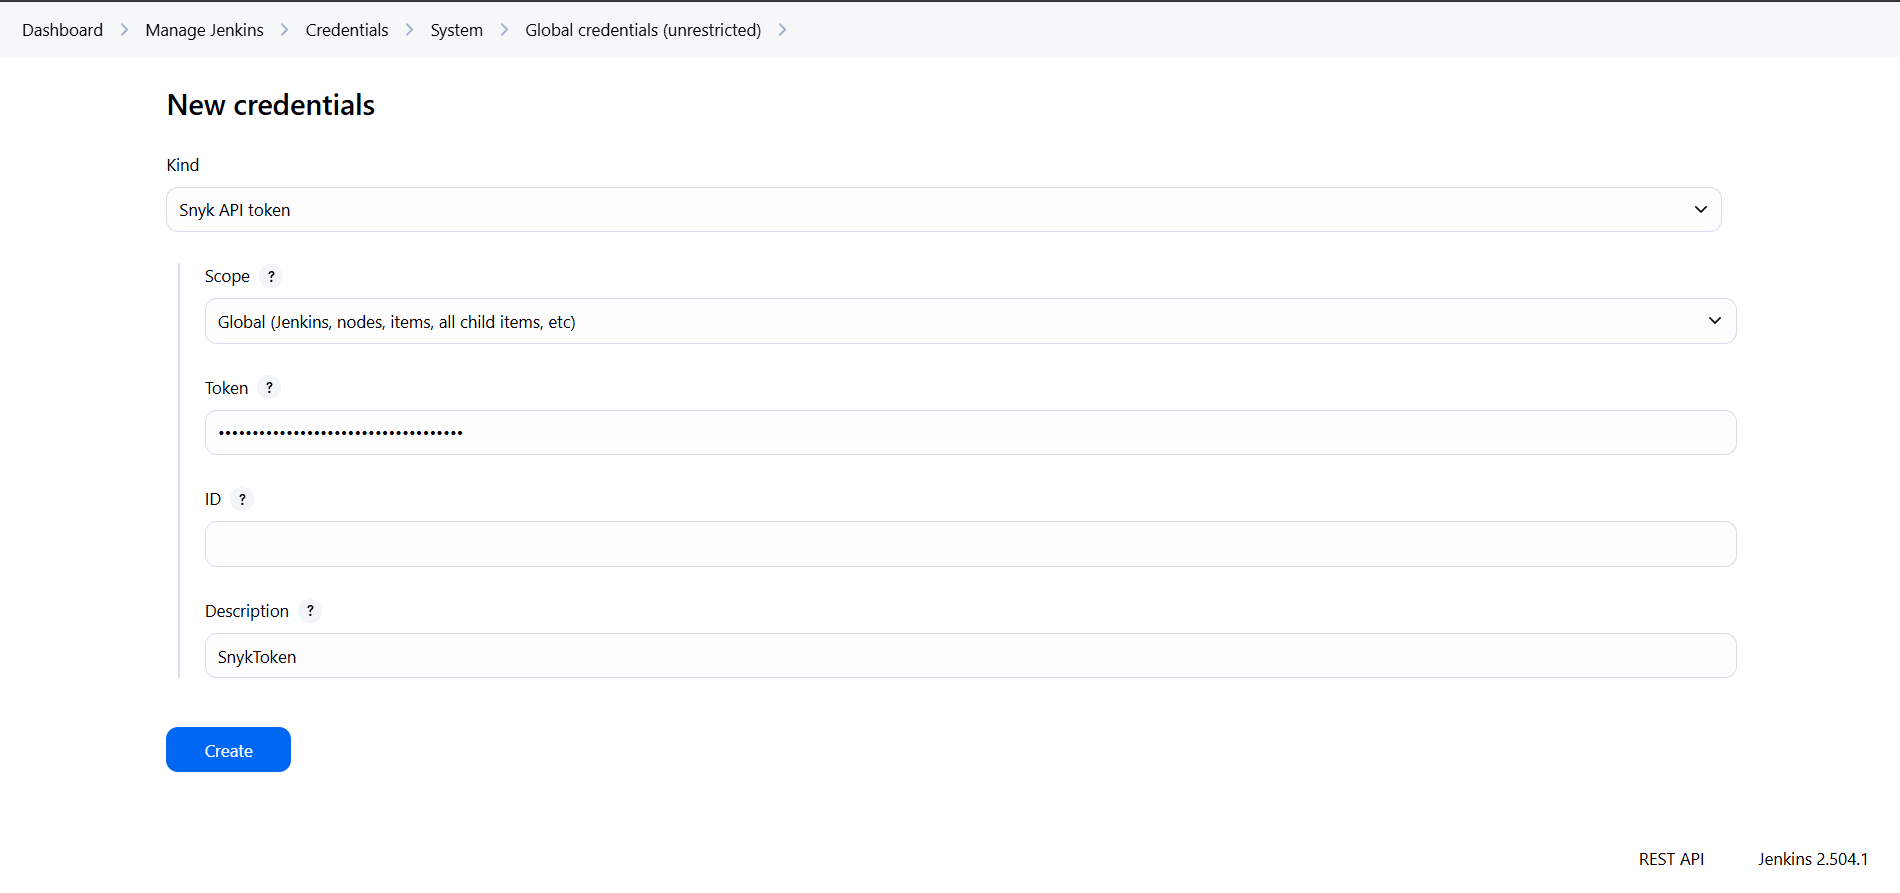 Dashboard > Manage Jenkins > Credentials > System > Global credentials (unrestricted) >
New credentials
Kind
Snyk API token
Scope ?
Global (Jenkins, nodes, items, all child items, etc)
Token ?
••••••••••••••••••••••••••••••••••••
ID ?
Description ?
SnykToken
Create
REST API Jenkins 2.504.1